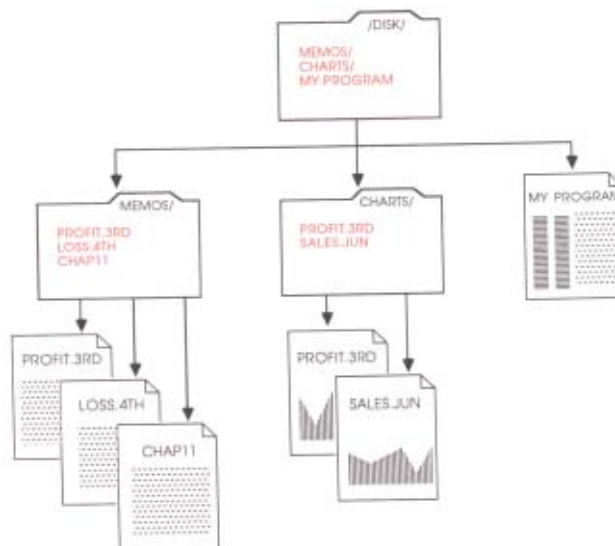 /DISK/
MEMOS/
CHARTS/
MY.PROGRAM
MEMOS/
PROFIT.3RD
LOSS.4TH
CHAP11
CHARTS/
PROFIT.3RD
SALES.JUN
MY PROGRAM
PROFIT.3RD
LOSS.4TH
CHAP11
PROFIT.3RD
SALES.JUN